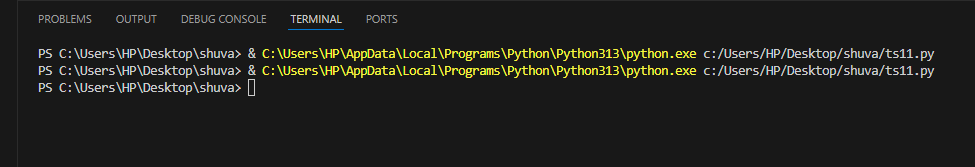 PROBLEMS OUTPUT DEBUG CONSOLE TERMINAL PORTS
PS C:\Users\HP\Desktop\shuva> & C:\Users\HP\AppData\Local\Programs\Python\Python313\python.exe c:/Users/HP/Desktop/shuva/ts11.py
PS C:\Users\HP\Desktop\shuva> & C:\Users\HP\AppData\Local\Programs\Python\Python313\python.exe c:/Users/HP/Desktop/shuva/ts11.py
PS C:\Users\HP\Desktop\shuva>